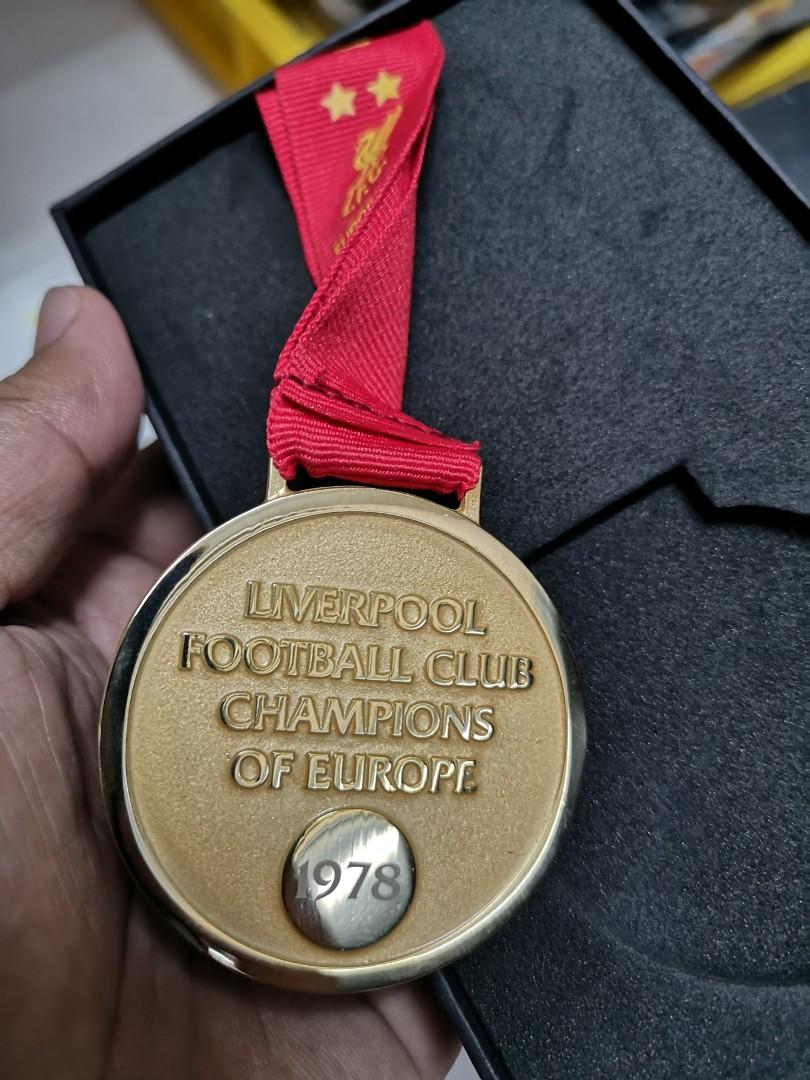 L.F.C.
LIVERPOOL
FOOTBALL CLUB
CHAMPIONS
OF EUROPE
1978